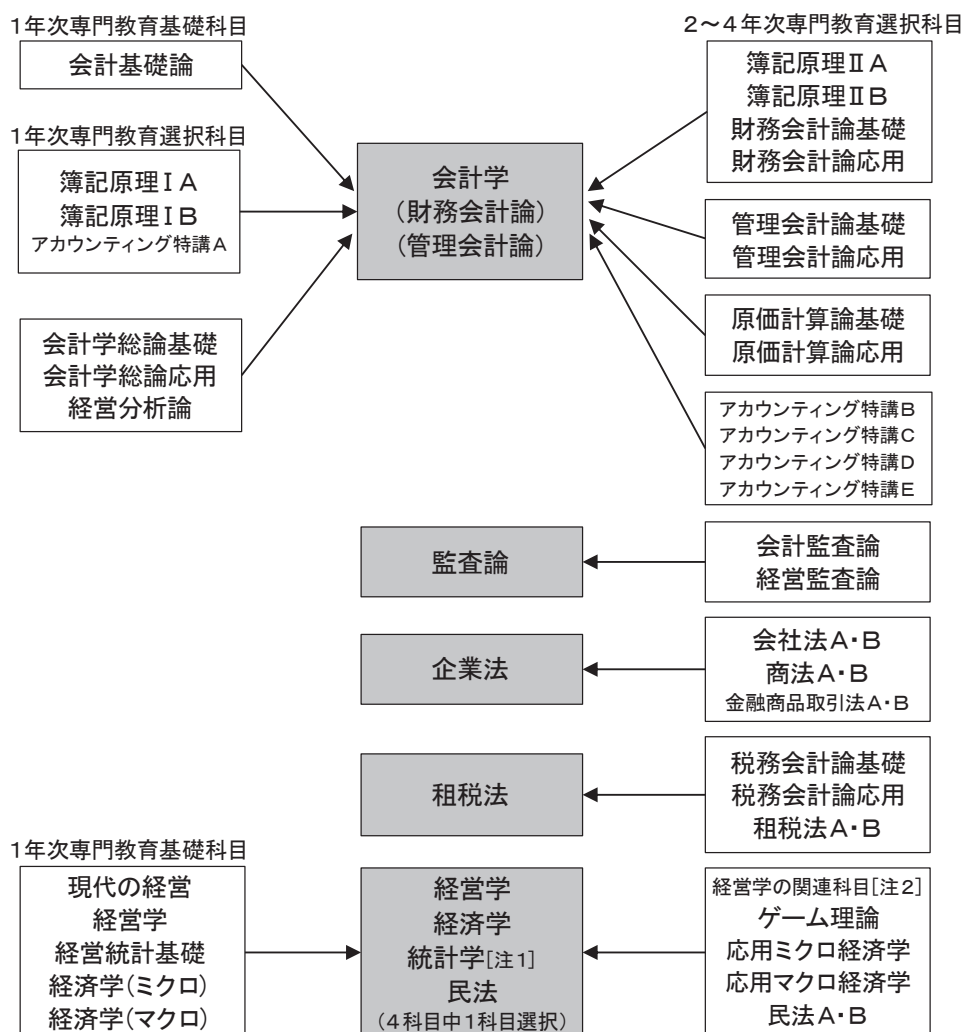 1年次専門教育基礎科目
会計基礎論
1年次専門教育選択科目
簿記原理ⅠA
簿記原理ⅠB
アカウンティング特講A
会計学総論基礎
会計学総論応用
経営分析論
会計学
(財務会計論)
(管理会計論)
2～4年次専門教育選択科目
簿記原理ⅡA
簿記原理ⅡB
財務会計論基礎
財務会計論応用
管理会計論基礎
管理会計論応用
原価計算論基礎
原価計算論応用
アカウンティング特講B
アカウンティング特講C
アカウンティング特講D
アカウンティング特講E
監査論
会計監査論
経営監査論
企業法
会社法A・B
商法A・B
金融商品取引法A・B
租税法
税務会計論基礎
税務会計論応用
租税法A・B
1年次専門教育基礎科目
現代の経営
経営学
経営統計基礎
経済学(ミクロ)
経済学(マクロ)
経営学
経済学
統計学[注1]
民法
(4科目中1科目選択)
経営学の関連科目[注2]
ゲーム理論
応用ミクロ経済学
応用マクロ経済学
民法A・B